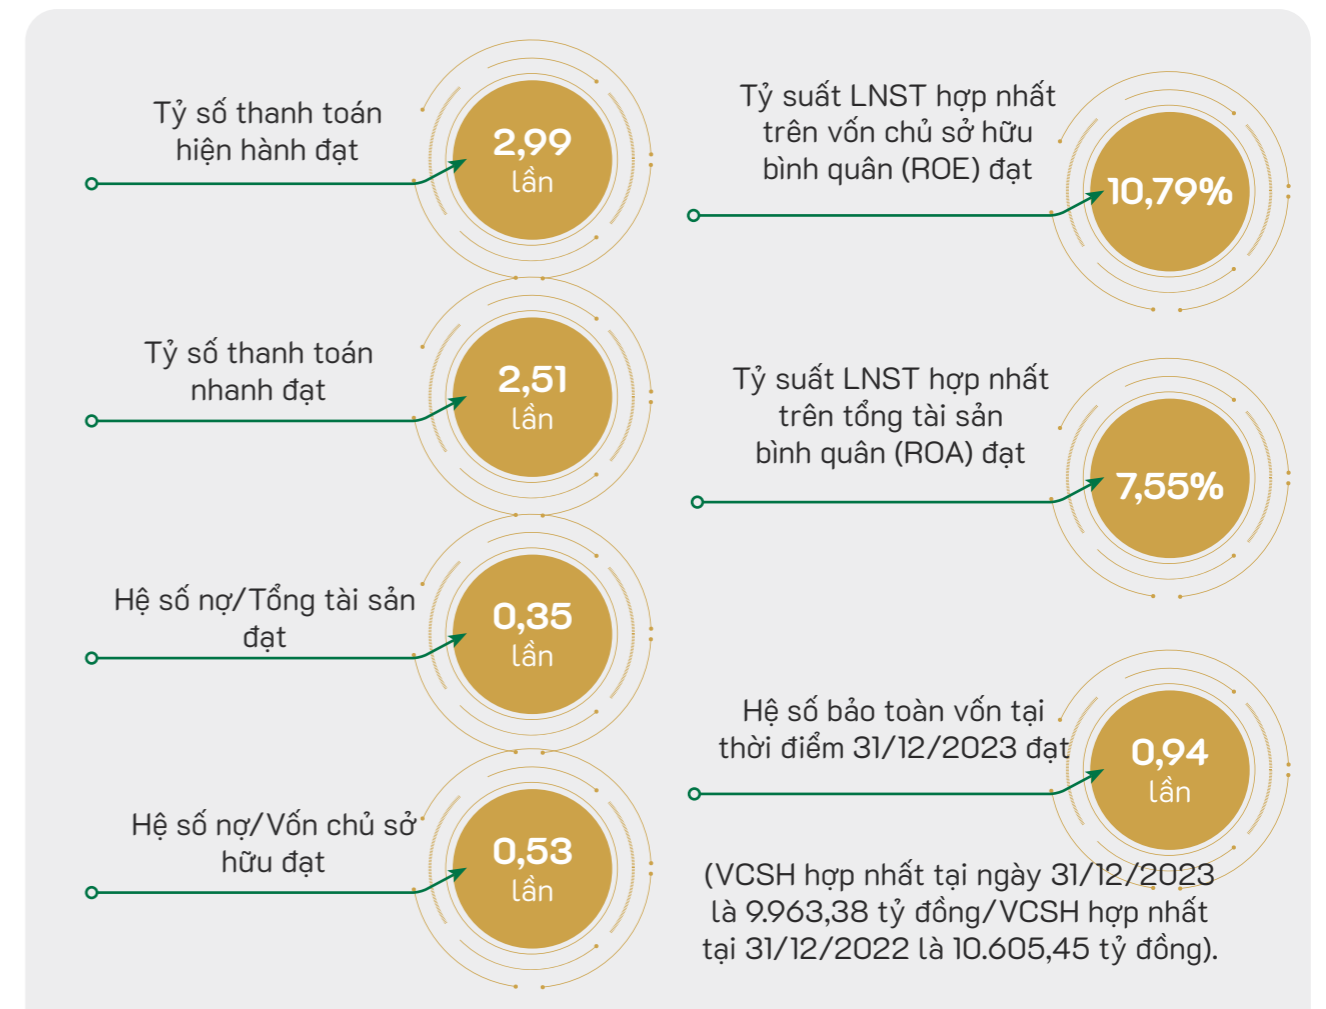 Tỷ số thanh toán
hiện hành đạt
2,99
lần
Tỷ số thanh toán
nhanh đạt
2,51
lần
Hệ số nợ/Tổng tài sản
đạt
0,35
lần
Hệ số nợ/Vốn chủ sở
hữu đạt
0,53
lần
Tỷ suất LNST hợp nhất
trên vốn chủ sở hữu
bình quân (ROE) đạt
10,79%
Tỷ suất LNST hợp nhất
trên tổng tài sản
bình quân (ROA) đạt
7,55%
Hệ số bảo toàn vốn tại
thời điểm 31/12/2023 đạt
0,94
lần
(VCSH hợp nhất tại ngày 31/12/2023
là 9.963,38 tỷ đồng/VCSH hợp nhất
tại 31/12/2022 là 10.605,45 tỷ đồng).